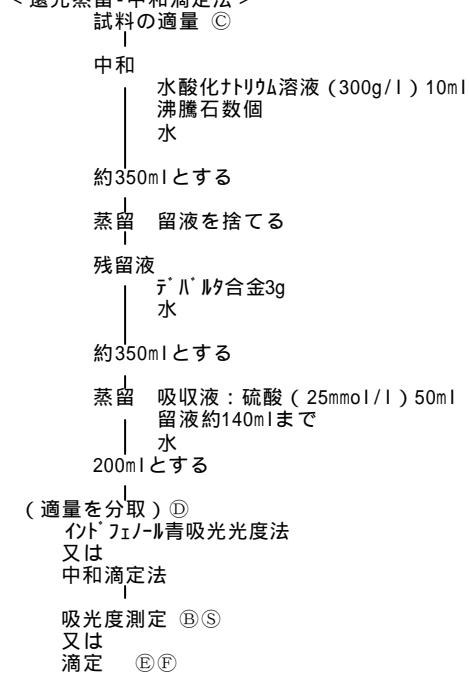 <還元蒸留-中和滴定法>
試料の適量 Ⓒ
中和
水酸化ﾅﾄﾘｳﾑ溶液(300g/l)10ml
沸騰石数個
水
約350mlとする
蒸留 留液を捨てる
残留液
ﾃﾞﾊﾞﾙﾀ合金3g
水
約350mlとする
蒸留 吸収液:硫酸(25mmol/l)50ml
留液約140mlまで
水
200mlとする
(適量を分取)Ⓓ
ｲﾝﾄﾞﾌｪﾉｰﾙ青吸光光度法
又は
中和滴定法
吸光度測定 ⒷⓈ
又は
滴定 ⒺⒻ